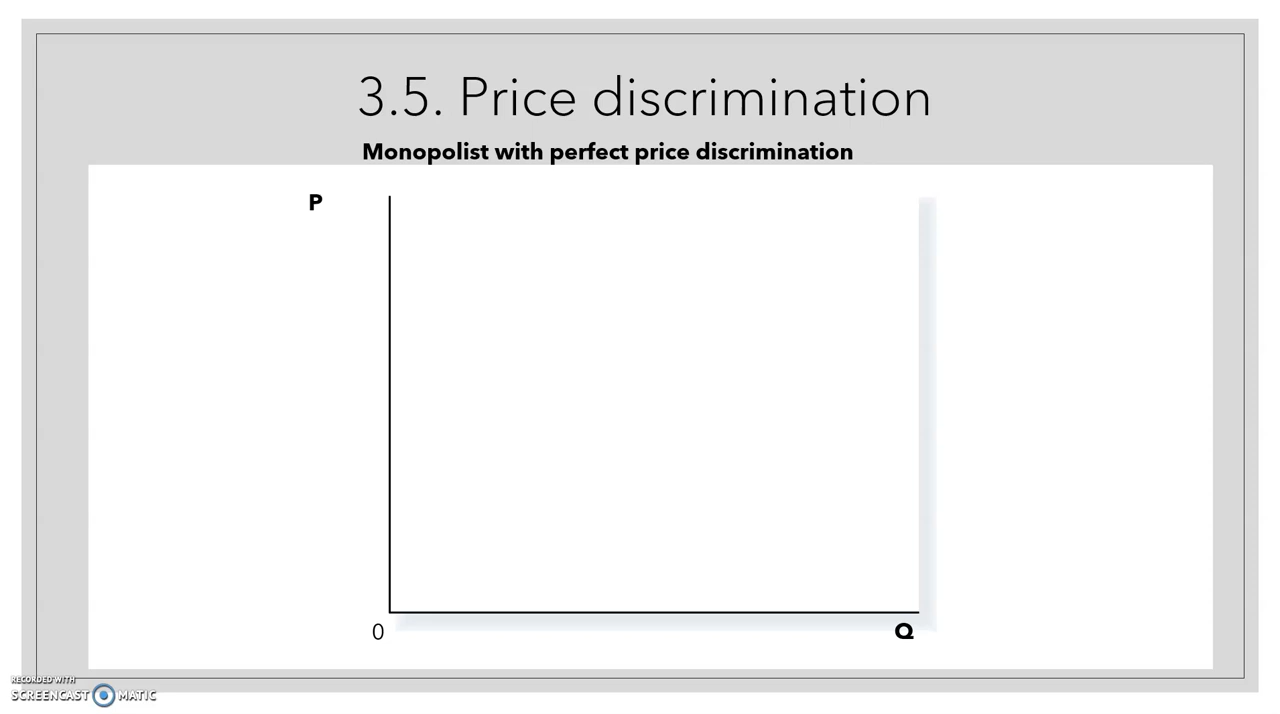 3.5. Price discrimination
Monopolist with perfect price discrimination
P
0
Q
RECORDED WITH
SCREENCAST MATIC